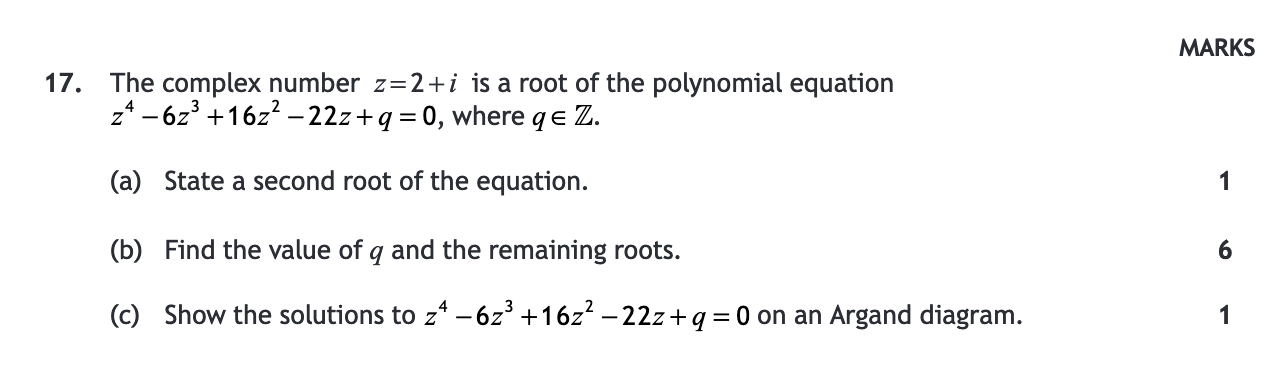 MARKS
17. The complex number z=2+i is a root of the polynomial equation
z⁴ – 6z³ + 16z² – 22z + q = 0, where q ∈ ℤ.
(a) State a second root of the equation. 1
(b) Find the value of q and the remaining roots. 6
(c) Show the solutions to z⁴ – 6z³ + 16z² – 22z + q = 0 on an Argand diagram. 1